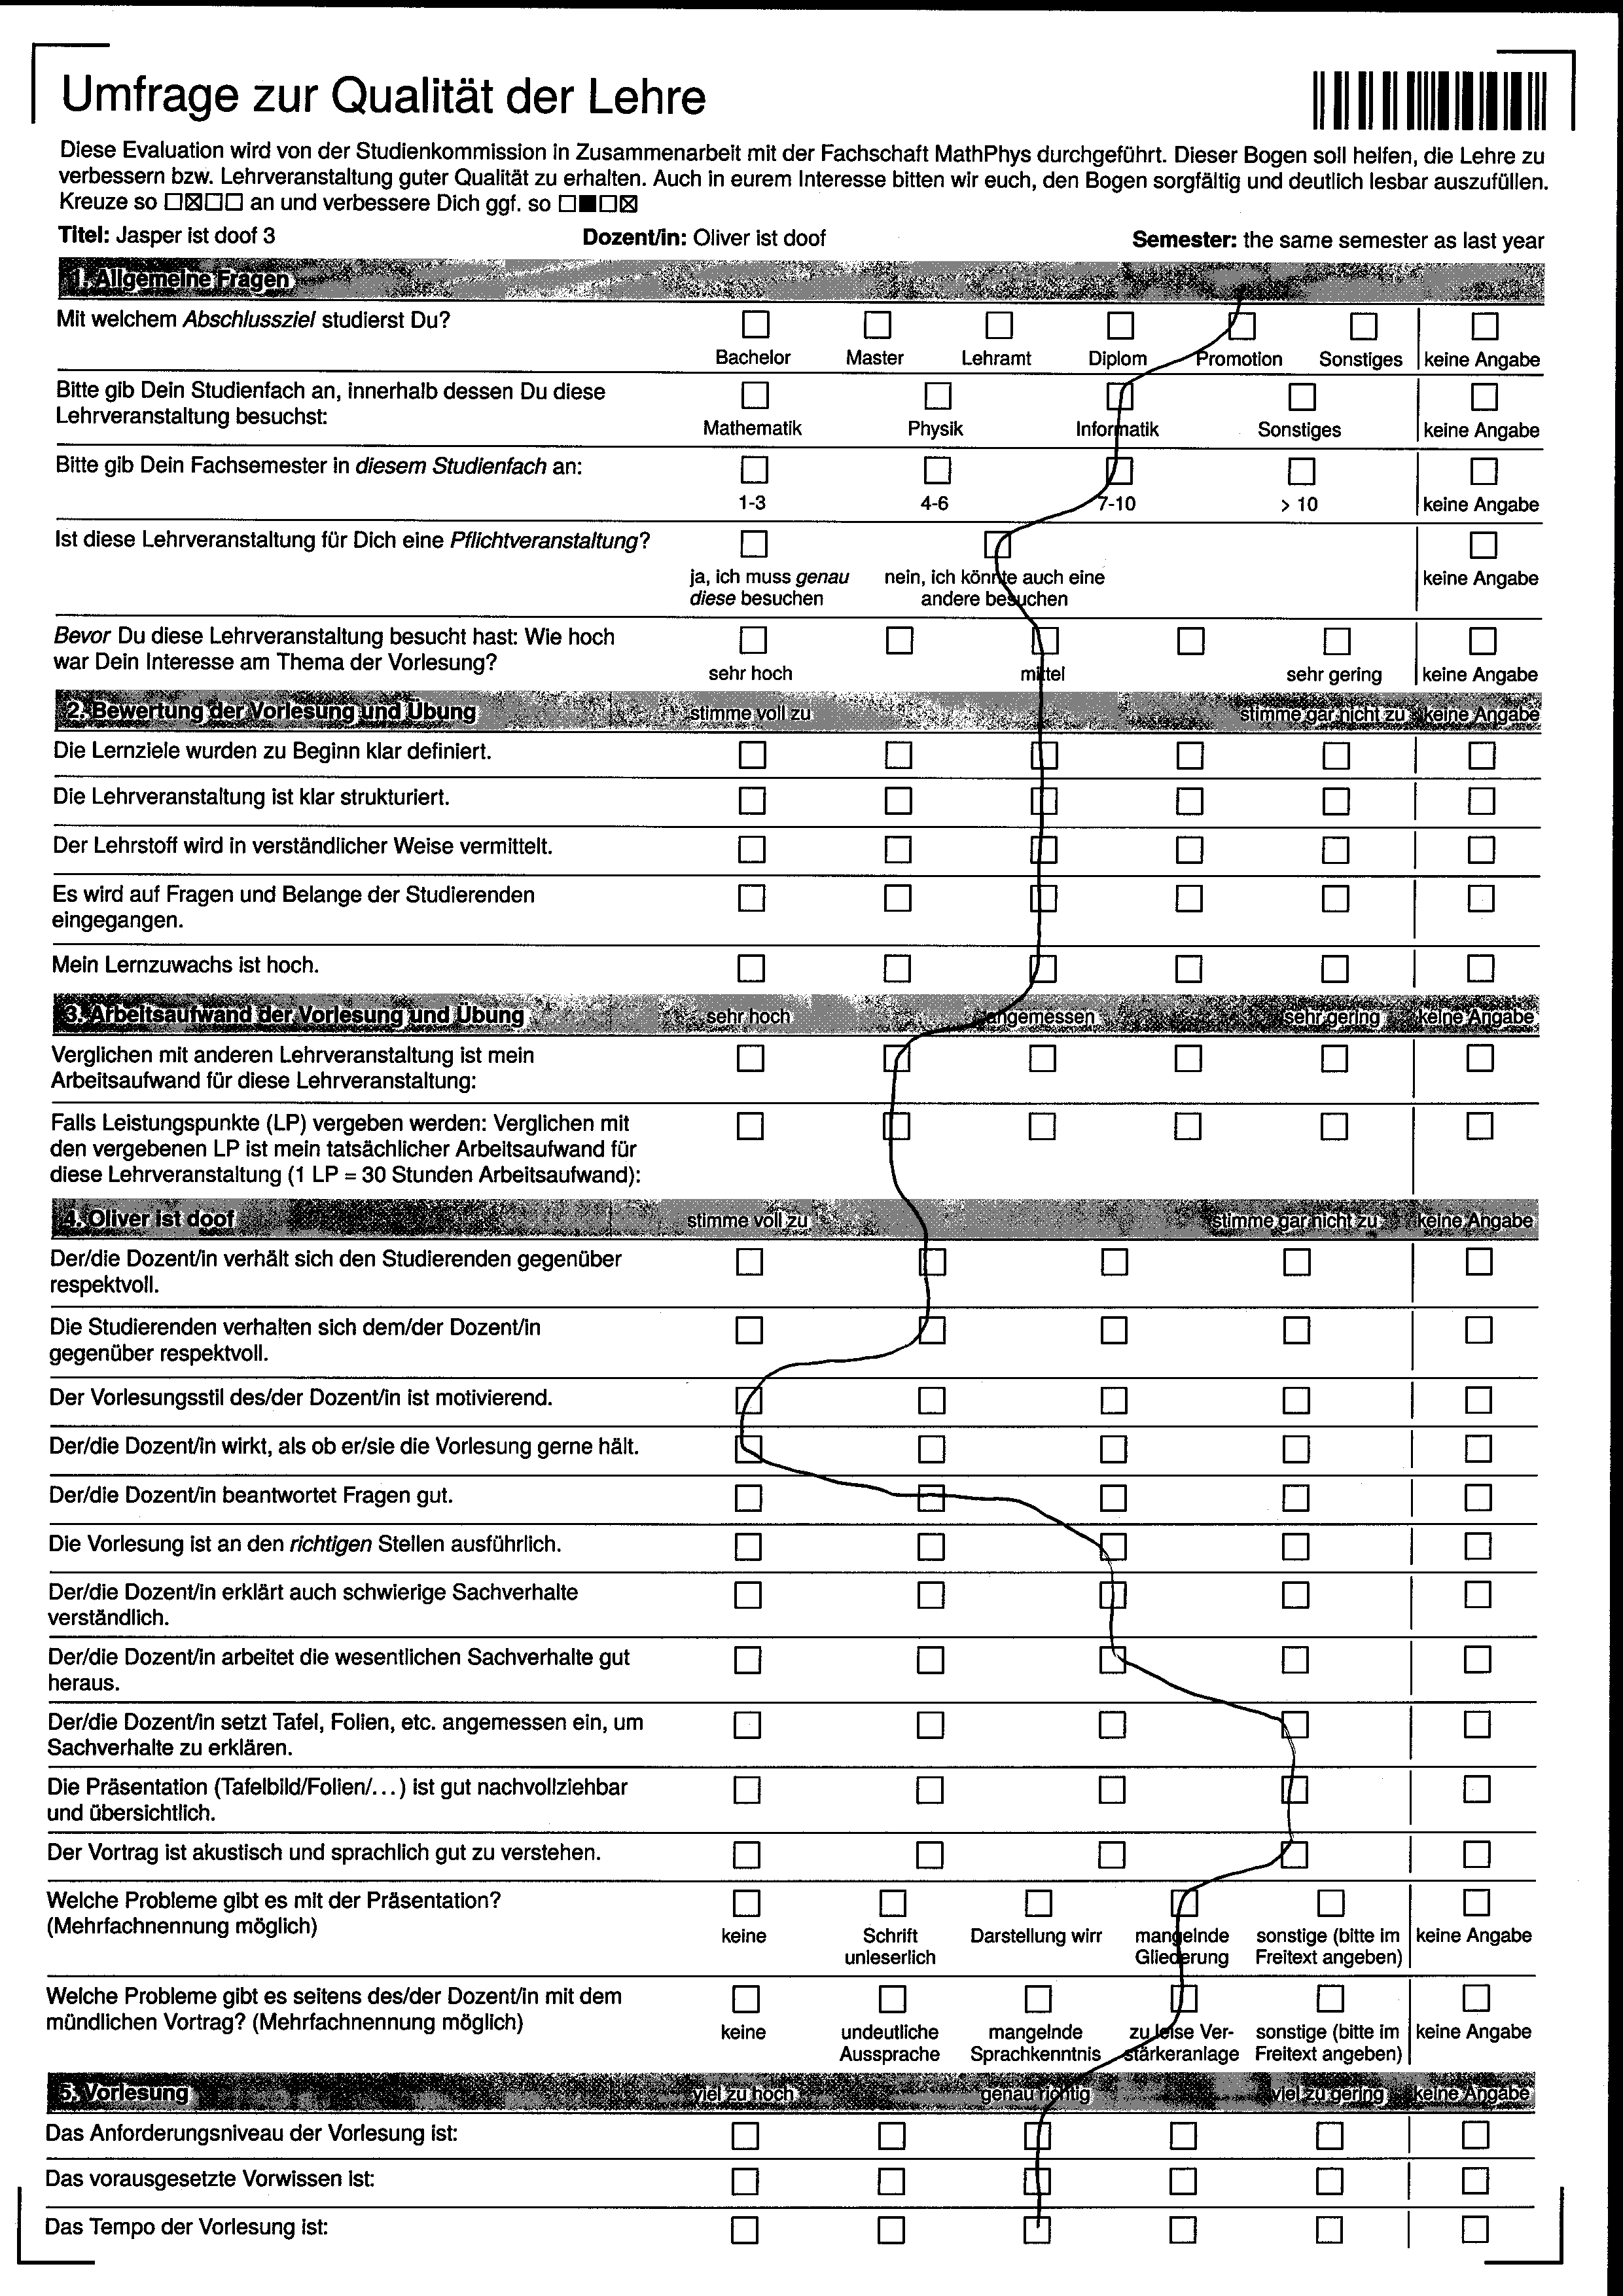 Umfrage zur Qualität der Lehre
Diese Evaluation wird von der Studienkommission in Zusammenarbeit mit der Fachschaft MathPhys durchgeführt. Dieser Bogen soll helfen, die Lehre zu
verbessern bzw. Lehrveranstaltung guter Qualität zu erhalten. Auch in eurem Interesse bitten wir euch, den Bogen sorgfältig und deutlich lesbar auszufüllen.
Kreuze so ☐☒☐☐ an und verbessere Dich ggf. so ☐■☐☒
Titel: Jasper ist doof 3 Dozent/in: Oliver ist doof Semester: the same semester as last year
1. Allgemeine Fragen
Mit welchem Abschlussziel studierst Du?
Bachelor Master Lehramt Diplom Promotion Sonstiges keine Angabe
Bitte gib Dein Studienfach an, innerhalb dessen Du diese
Lehrveranstaltung besuchst:
Mathematik Physik Informatik Sonstiges keine Angabe
Bitte gib Dein Fachsemester in diesem Studienfach an:
1-3 4-6 7-10 > 10 keine Angabe
Ist diese Lehrveranstaltung für Dich eine Pflichtveranstaltung?
ja, ich muss genau nein, ich könnte auch eine keine Angabe
diese besuchen andere besuchen
Bevor Du diese Lehrveranstaltung besucht hast: Wie hoch
war Dein Interesse am Thema der Vorlesung?
sehr hoch mittel sehr gering keine Angabe
2. Bewertung der Vorlesung und Übung stimme voll zu stimme gar nicht zu keine Angabe
Die Lernziele wurden zu Beginn klar definiert.
Die Lehrveranstaltung ist klar strukturiert.
Der Lehrstoff wird in verständlicher Weise vermittelt.
Es wird auf Fragen und Belange der Studierenden
eingegangen.
Mein Lernzuwachs ist hoch.
3. Arbeitsaufwand der Vorlesung und Übung sehr hoch angemessen sehr gering keine Angabe
Verglichen mit anderen Lehrveranstaltung ist mein
Arbeitsaufwand für diese Lehrveranstaltung:
Falls Leistungspunkte (LP) vergeben werden: Verglichen mit
den vergebenen LP ist mein tatsächlicher Arbeitsaufwand für
diese Lehrveranstaltung (1 LP = 30 Stunden Arbeitsaufwand):
4. Oliver ist doof stimme voll zu stimme gar nicht zu keine Angabe
Der/die Dozent/in verhält sich den Studierenden gegenüber
respektvoll.
Die Studierenden verhalten sich dem/der Dozent/in
gegenüber respektvoll.
Der Vorlesungsstil des/der Dozent/in ist motivierend.
Der/die Dozent/in wirkt, als ob er/sie die Vorlesung gerne hält.
Der/die Dozent/in beantwortet Fragen gut.
Die Vorlesung ist an den richtigen Stellen ausführlich.
Der/die Dozent/in erklärt auch schwierige Sachverhalte
verständlich.
Der/die Dozent/in arbeitet die wesentlichen Sachverhalte gut
heraus.
Der/die Dozent/in setzt Tafel, Folien, etc. angemessen ein, um
Sachverhalte zu erklären.
Die Präsentation (Tafelbild/Folien/...) ist gut nachvollziehbar
und übersichtlich.
Der Vortrag ist akustisch und sprachlich gut zu verstehen.
Welche Probleme gibt es mit der Präsentation?
(Mehrfachnennung möglich)
keine Schrift Darstellung wirr mangelnde sonstige (bitte im keine Angabe
unleserlich Gliederung Freitext angeben)
Welche Probleme gibt es seitens des/der Dozent/in mit dem
mündlichen Vortrag? (Mehrfachnennung möglich)
keine undeutliche mangelnde zu leise Ver- sonstige (bitte im keine Angabe
Aussprache Sprachkenntnis stärkeranlage Freitext angeben)
5. Vorlesung viel zu hoch genau richtig viel zu gering keine Angabe
Das Anforderungsniveau der Vorlesung ist:
Das vorausgesetzte Vorwissen ist:
Das Tempo der Vorlesung ist: